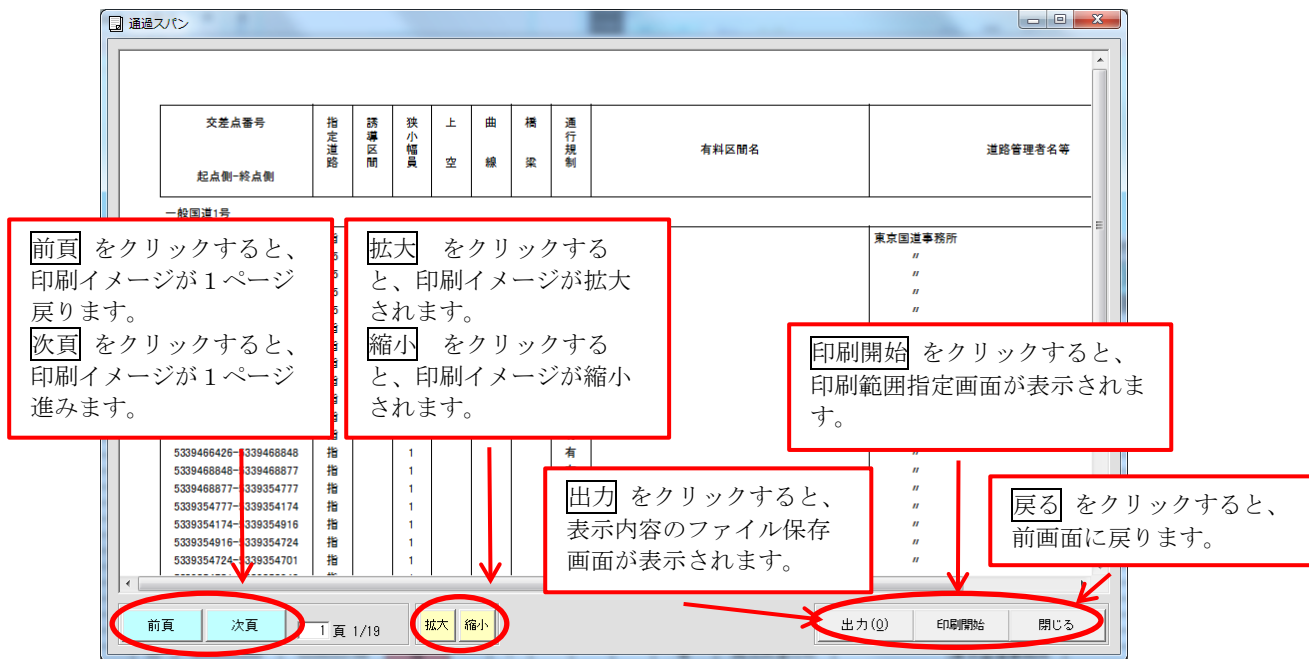 通過スパン
交差点番号
起点側-終点側
指定道路
誘導区間
狭小幅員
上空
曲線
橋梁
通行規制
有料区間名
道路管理者名等
一般国道1号
東京国道事務所
〃
〃
〃
〃
前頁 をクリックすると、
印刷イメージが１ページ
戻ります。
次頁 をクリックすると、
印刷イメージが１ページ
進みます。
拡大 をクリックする
と、印刷イメージが拡大
されます。
縮小 をクリックする
と、印刷イメージが縮小
されます。
印刷開始 をクリックすると、
印刷範囲指定画面が表示されま
す。
5339466426-5339468848 指 1 有 〃
5339468848-5339468877 指 1 〃
5339468877-5339354777 指 1 〃
5339354777-5339354174 指 1 〃
5339354174-5339354916 指 1 〃
5339354916-5339354724 指 1 〃
5339354724-5339354701 指 1 〃
出力 をクリックすると、
表示内容のファイル保存
画面が表示されます。
戻る をクリックすると、
前画面に戻ります。
前頁 次頁 1 頁 1/19 拡大 縮小 出力(O) 印刷開始 閉じる